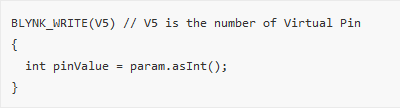 BLYNK_WRITE(V5) // V5 is the number of Virtual Pin
{
  int pinValue = param.asInt();
}